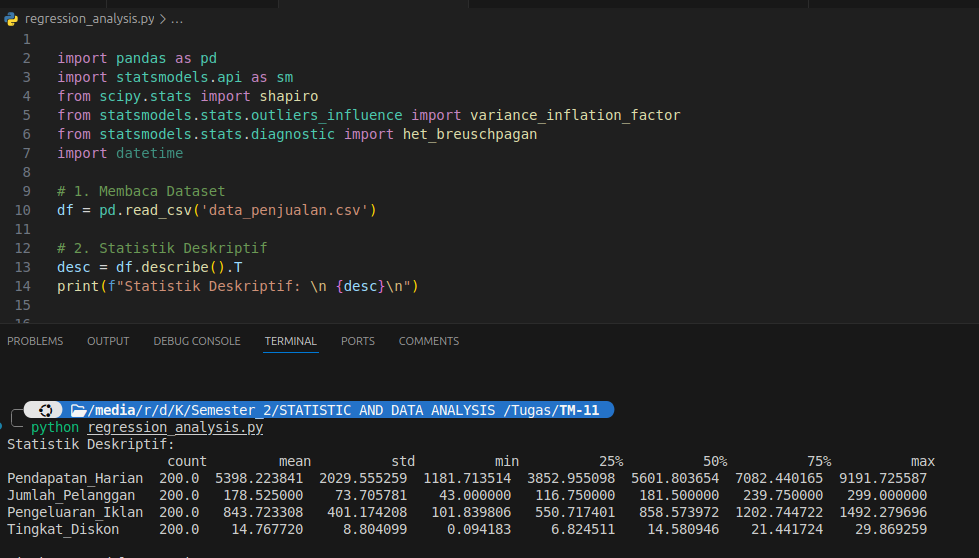 regression_analysis.py > ...
1
2 import pandas as pd
3 import statsmodels.api as sm
4 from scipy.stats import shapiro
5 from statsmodels.stats.outliers_influence import variance_inflation_factor
6 from statsmodels.stats.diagnostic import het_breuschpagan
7 import datetime
8
9 # 1. Membaca Dataset
10 df = pd.read_csv('data_penjualan.csv')
11
12 # 2. Statistik Deskriptif
13 desc = df.describe().T
14 print(f"Statistik Deskriptif: \n {desc}\n")
15
16
PROBLEMS OUTPUT DEBUG CONSOLE TERMINAL PORTS COMMENTS
/media/r/d/K/Semester_2/STATISTIC AND DATA ANALYSIS /Tugas/TM-11
python regression_analysis.py
Statistik Deskriptif:
count mean std min 25% 50% 75% max
Pendapatan_Harian 200.0 5398.223841 2029.555259 1181.713514 3852.955098 5601.803654 7082.440165 9191.725587
Jumlah_Pelanggan 200.0 178.525000 73.705781 43.000000 116.750000 181.500000 239.750000 299.000000
Pengeluaran_Iklan 200.0 843.723308 401.174208 101.839806 550.717401 858.573972 1202.744722 1492.279696
Tingkat_Diskon 200.0 14.767720 8.804099 0.094183 6.824511 14.580946 21.441724 29.869259